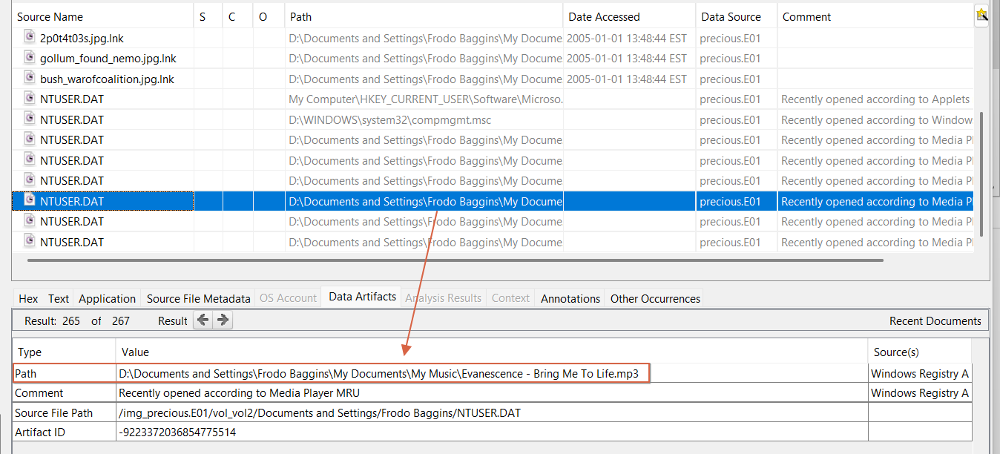 Source Name S C O Path Date Accessed Data Source Comment
2p0t4t03s.jpg.lnk D:\Documents and Settings\Frodo Baggins\My Docume 2005-01-01 13:48:44 EST precious.E01
gollum_found_nemo.jpg.lnk D:\Documents and Settings\Frodo Baggins\My Docume 2005-01-01 13:48:44 EST precious.E01
bush_warofcoalition.jpg.lnk D:\Documents and Settings\Frodo Baggins\My Docume 2005-01-01 13:48:44 EST precious.E01
NTUSER.DAT My Computer\HKEY_CURRENT_USER\Software\Microso. precious.E01 Recently opened according to Applets
NTUSER.DAT D:\WINDOWS\system32\compmgmt.msc precious.E01 Recently opened according to Window
NTUSER.DAT D:\Documents and Settings\Frodo Baggins\My Docume precious.E01 Recently opened according to Media Pl
NTUSER.DAT D:\Documents and Settings\Frodo Baggins\My Docume precious.E01 Recently opened according to Media Pl
NTUSER.DAT D:\Documents and Settings\Frodo Baggins\My Docume precious.E01 Recently opened according to Media Pl
NTUSER.DAT D:\Documents and Settings\Frodo Baggins\My Docume precious.E01 Recently opened according to Media Pl
NTUSER.DAT D:\Documents and Settings\Frodo Baggins\My Docume precious.E01 Recently opened according to Media Pl
NTUSER.DAT D:\Documents and Settings\Frodo Baggins\My Docume precious.E01 Recently opened according to Media Pl
Hex Text Application Source File Metadata OS Account Data Artifacts Analysis Results Context Annotations Other Occurrences
Result: 265 of 267 Result Recent Documents
Type Value Source(s)
Path D:\Documents and Settings\Frodo Baggins\My Documents\My Music\Evanescence - Bring Me To Life.mp3 Windows Registry A
Comment Recently opened according to Media Player MRU Windows Registry A
Source File Path /img_precious.E01/vol_vol2/Documents and Settings/Frodo Baggins/NTUSER.DAT
Artifact ID -9223372036854775514